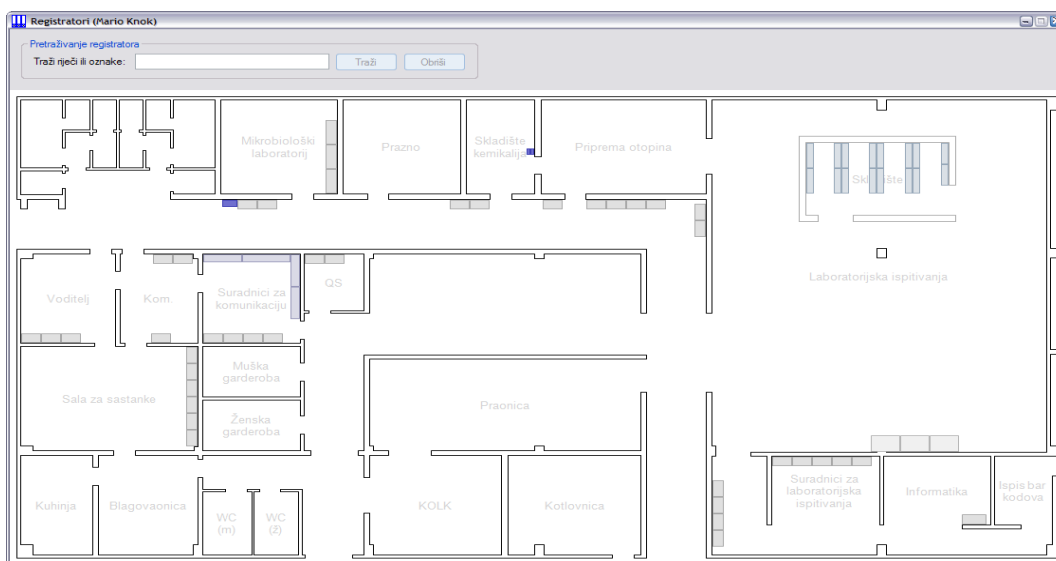 Registratori (Mario Knok)
Pretraživanje registratora
Traži riječi ili oznake:
Traži
Obriši
Mikrobiološki
laboratorij
Prazno
Skladište
kemikalija
Priprema otopina
Skladište
Voditelj
Kom.
Suradnici za
komunikaciju
QS
Laboratorijska ispitivanja
Muška
garderoba
Sala za sastanke
Ženska
garderoba
Praonica
Kuhinja
Blagovaonica
WC
(m)
WC
(ž)
KOLK
Kotlovnica
Suradnici za
laboratorijska
ispitivanja
Informatika
Ispis bar
kodova